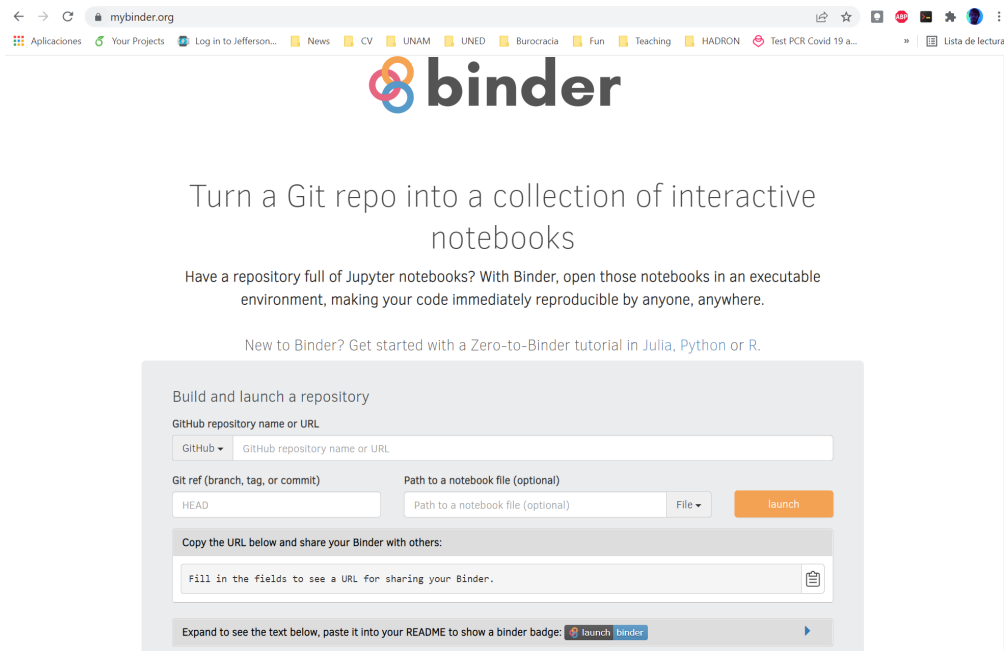 mybinder.org
ABP
Aplicaciones Your Projects Log in to Jefferson... News CV UNAM UNED Burocracia Fun Teaching HADRON Test PCR Covid 19 a... » Lista de lectura
binder
Turn a Git repo into a collection of interactive
notebooks
Have a repository full of Jupyter notebooks? With Binder, open those notebooks in an executable
environment, making your code immediately reproducible by anyone, anywhere.
New to Binder? Get started with a Zero-to-Binder tutorial in Julia, Python or R.
Build and launch a repository
GitHub repository name or URL
GitHub GitHub repository name or URL
Git ref (branch, tag, or commit) Path to a notebook file (optional)
HEAD Path to a notebook file (optional) File launch
Copy the URL below and share your Binder with others:
Fill in the fields to see a URL for sharing your Binder.
Expand to see the text below, paste it into your README to show a binder badge: launch binder